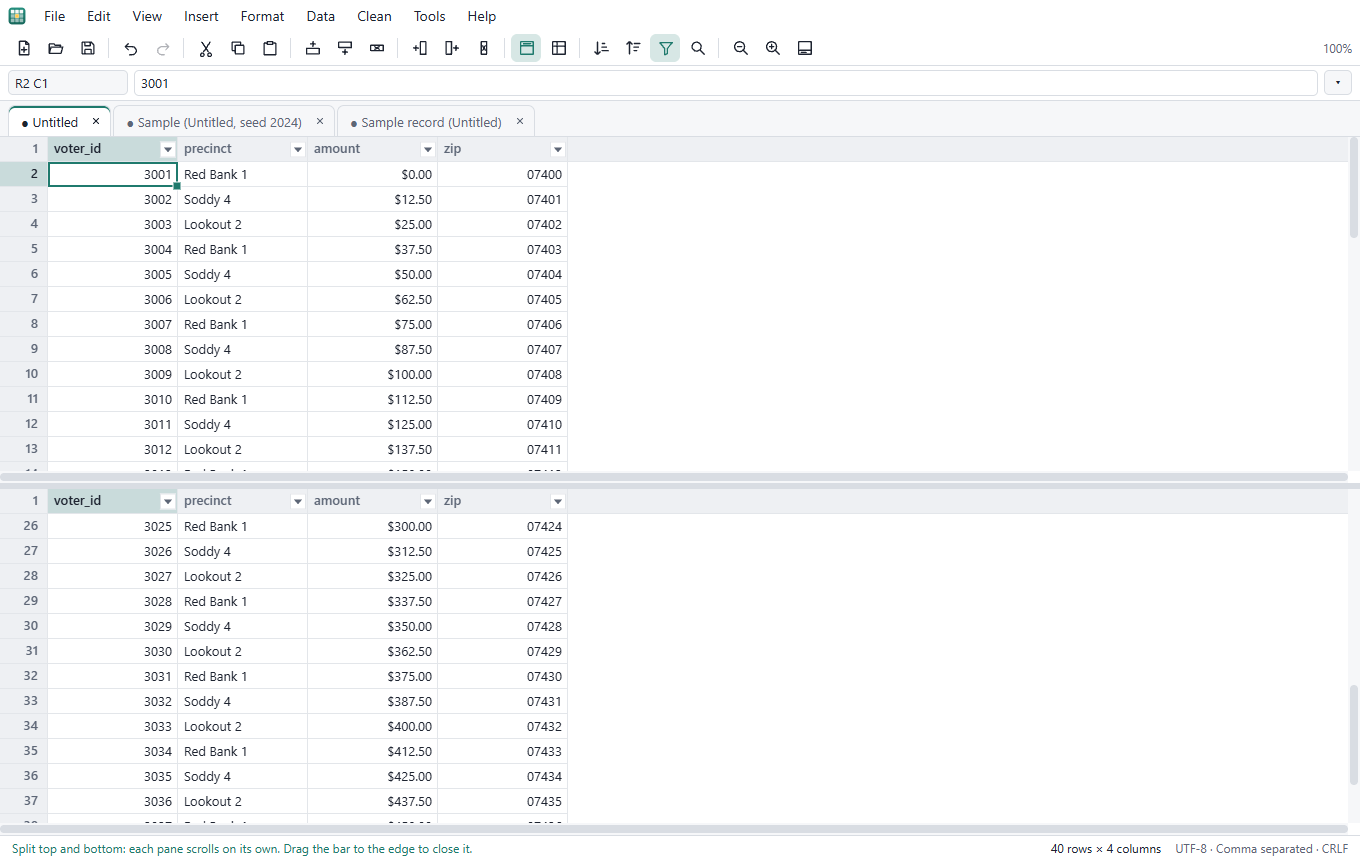 File Edit View Insert Format Data Clean Tools Help
100%
R2 C1 3001
● Untitled × ● Sample (Untitled, seed 2024) × ● Sample record (Untitled) ×
1 voter_id precinct amount zip
2 3001 Red Bank 1 $0.00 07400
3 3002 Soddy 4 $12.50 07401
4 3003 Lookout 2 $25.00 07402
5 3004 Red Bank 1 $37.50 07403
6 3005 Soddy 4 $50.00 07404
7 3006 Lookout 2 $62.50 07405
8 3007 Red Bank 1 $75.00 07406
9 3008 Soddy 4 $87.50 07407
10 3009 Lookout 2 $100.00 07408
11 3010 Red Bank 1 $112.50 07409
12 3011 Soddy 4 $125.00 07410
13 3012 Lookout 2 $137.50 07411
1 voter_id precinct amount zip
26 3025 Red Bank 1 $300.00 07424
27 3026 Soddy 4 $312.50 07425
28 3027 Lookout 2 $325.00 07426
29 3028 Red Bank 1 $337.50 07427
30 3029 Soddy 4 $350.00 07428
31 3030 Lookout 2 $362.50 07429
32 3031 Red Bank 1 $375.00 07430
33 3032 Soddy 4 $387.50 07431
34 3033 Lookout 2 $400.00 07432
35 3034 Red Bank 1 $412.50 07433
36 3035 Soddy 4 $425.00 07434
37 3036 Lookout 2 $437.50 07435
Split top and bottom: each pane scrolls on its own. Drag the bar to the edge to close it. 40 rows × 4 columns UTF-8 · Comma separated · CRLF